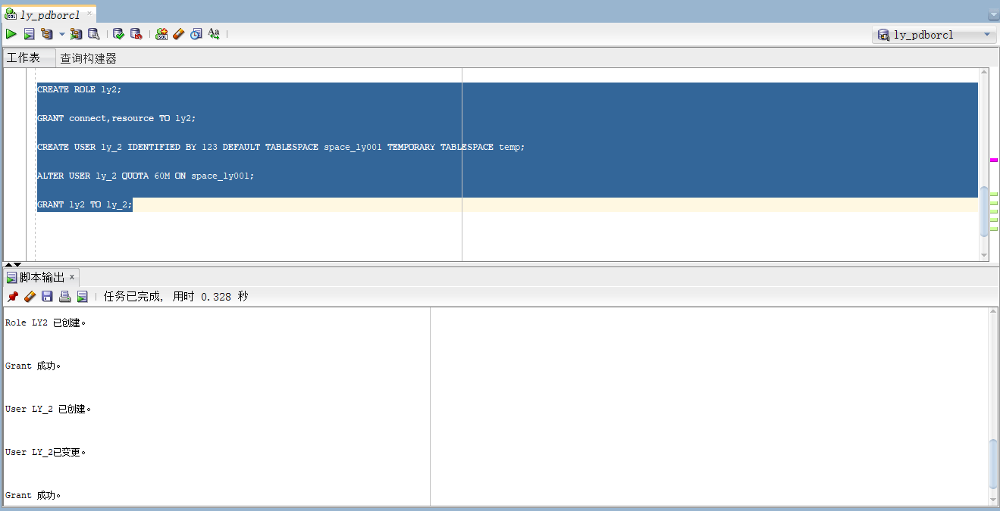 ly_pdborcl
ly_pdborcl
工作表 查询构建器
CREATE ROLE ly2;
GRANT connect,resource TO ly2;
CREATE USER ly_2 IDENTIFIED BY 123 DEFAULT TABLESPACE space_ly001 TEMPORARY TABLESPACE temp;
ALTER USER ly_2 QUOTA 60M ON space_ly001;
GRANT ly2 TO ly_2;
脚本输出 x
任务已完成, 用时 0.328 秒
Role LY2 已创建。
Grant 成功。
User LY_2 已创建。
User LY_2已变更。
Grant 成功。